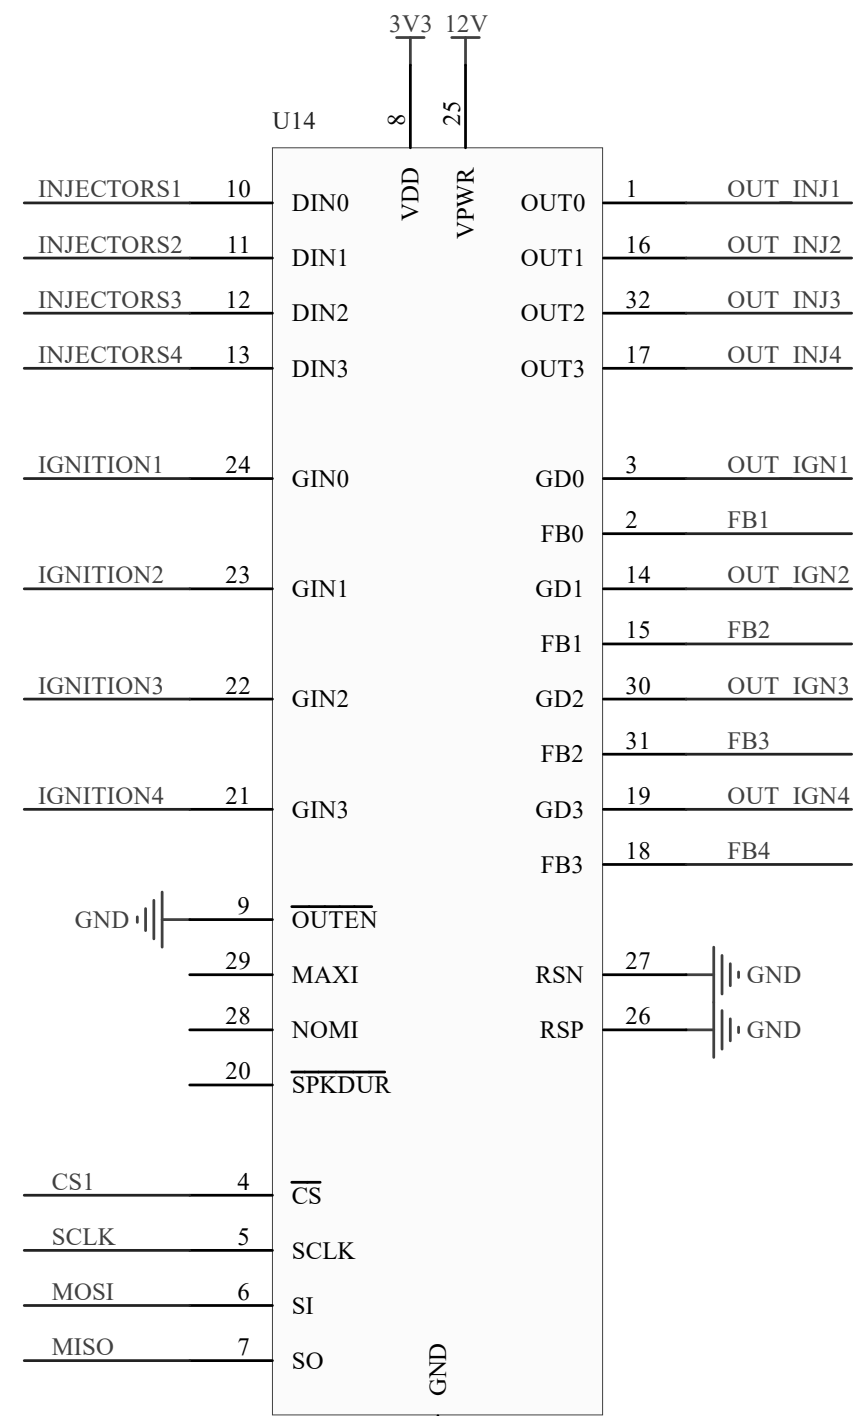 3V3 12V
U14 8 25
VDD VPWR
INJECTORS1 10 DIN0 OUT0 1 OUT_INJ1
INJECTORS2 11 DIN1 OUT1 16 OUT_INJ2
INJECTORS3 12 DIN2 OUT2 32 OUT_INJ3
INJECTORS4 13 DIN3 OUT3 17 OUT_INJ4
IGNITION1 24 GIN0 GD0 3 OUT_IGN1
FB0 2 FB1
IGNITION2 23 GIN1 GD1 14 OUT_IGN2
FB1 15 FB2
IGNITION3 22 GIN2 GD2 30 OUT_IGN3
FB2 31 FB3
IGNITION4 21 GIN3 GD3 19 OUT_IGN4
FB3 18 FB4
GND 9 OUTEN
29 MAXI RSN 27 GND
28 NOMI RSP 26 GND
20 SPKDUR
CS1 4 CS
SCLK 5 SCLK
MOSI 6 SI
MISO 7 SO
GND